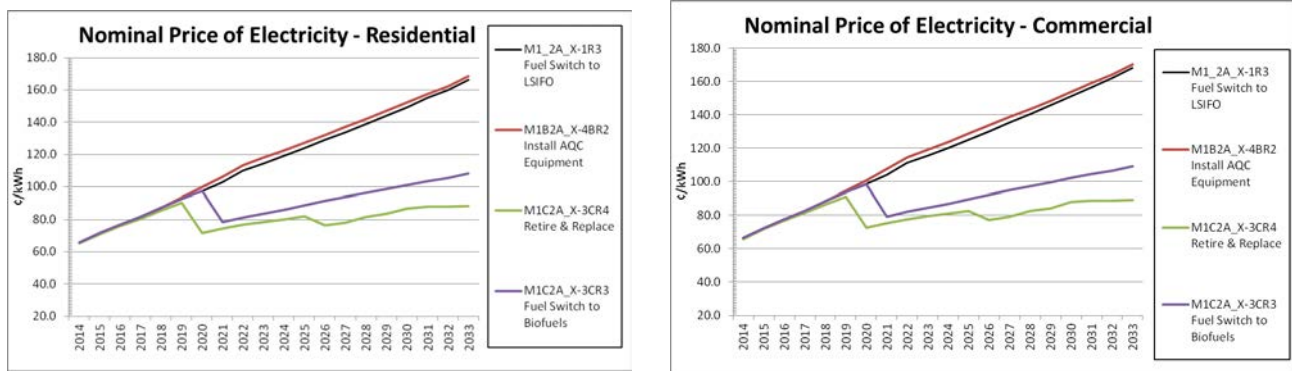 Nominal Price of Electricity - Residential
180.0
160.0
140.0
120.0
100.0
80.0
60.0
40.0
20.0
¢/kWh
2014
2015
2016
2017
2018
2019
2020
2021
2022
2023
2024
2025
2026
2027
2028
2029
2030
2031
2032
2033
M1_2A_X-1R3
Fuel Switch to
LSIFO
M1B2A_X-4BR2
Install AQC
Equipment
M1C2A_X-3CR4
Retire & Replace
M1C2A_X-3CR3
Fuel Switch to
Biofuels
Nominal Price of Electricity - Commercial
180.0
160.0
140.0
120.0
100.0
80.0
60.0
40.0
20.0
¢/kWh
2014
2015
2016
2017
2018
2019
2020
2021
2022
2023
2024
2025
2026
2027
2028
2029
2030
2031
2032
2033
M1_2A_X-1R3
Fuel Switch to
LSIFO
M1B2A_X-4BR2
Install AQC
Equipment
M1C2A_X-3CR4
Retire & Replace
M1C2A_X-3CR3
Fuel Switch to
Biofuels